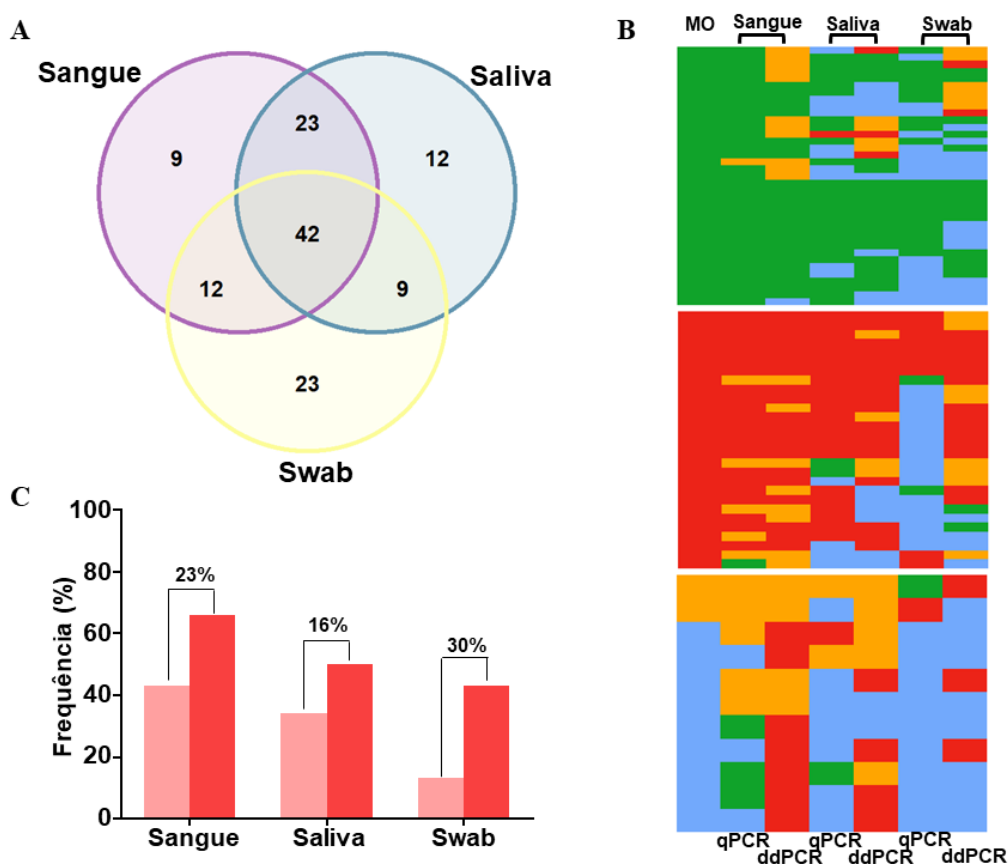 A
Sangue
Saliva
23
9
12
42
12
9
23
Swab
B
MO Sangue Saliva Swab
qPCR ddPCR qPCR ddPCR qPCR ddPCR
C
Frequência (%)
100
80
60
40
20
0
23%
16%
30%
Sangue Saliva Swab